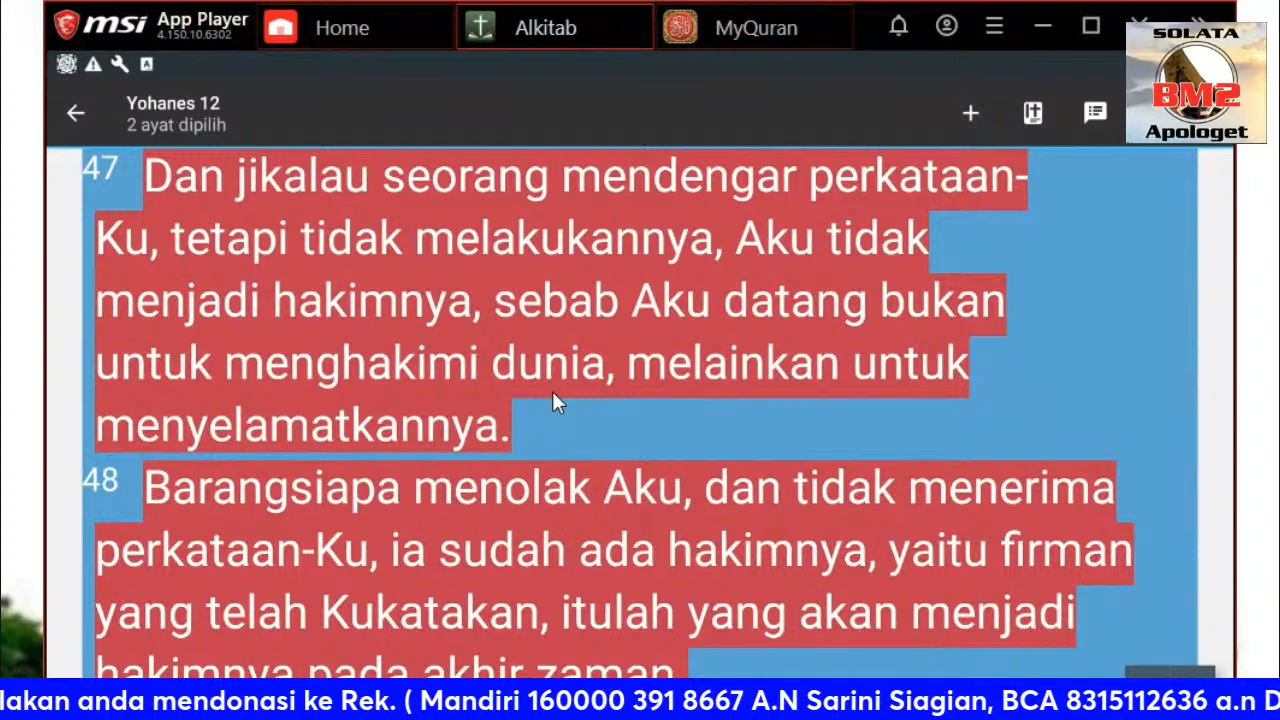 msi App Player
4.150.10.6302
Home
Alkitab
MyQuran
SOLATA
BM2
Apologet
Yohanes 12
2 ayat dipilih
47 Dan jikalau seorang mendengar perkataan-
Ku, tetapi tidak melakukannya, Aku tidak
menjadi hakimnya, sebab Aku datang bukan
untuk menghakimi dunia, melainkan untuk
menyelamatkannya.
48 Barangsiapa menolak Aku, dan tidak menerima
perkataan-Ku, ia sudah ada hakimnya, yaitu firman
yang telah Kukatakan, itulah yang akan menjadi
hakimnya pada akhir zaman.
lakan anda mendonasi ke Rek. ( Mandiri 160000 391 8667 A.N Sarini Siagian, BCA 8315112636 a.n D